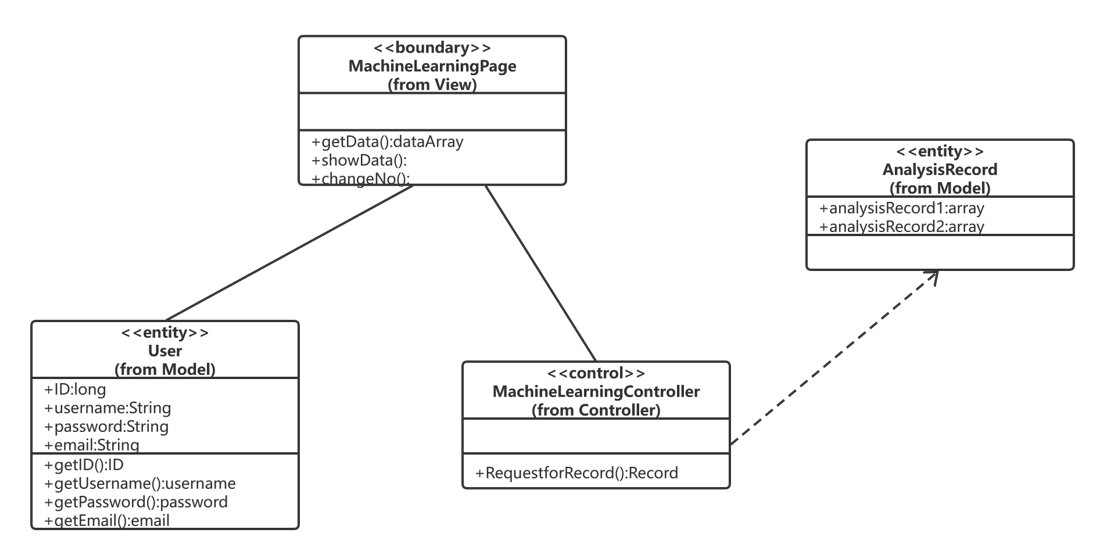 <<boundary>>
MachineLearningPage
(from View)
+getData():dataArray
+showData():
+changeNo():
<<entity>>
AnalysisRecord
(from Model)
+analysisRecord1:array
+analysisRecord2:array
<<entity>>
User
(from Model)
+ID:long
+username:String
+password:String
+email:String
+getID():ID
+getUsername():username
+getPassword():password
+getEmail():email
<<control>>
MachineLearningController
(from Controller)
+RequestforRecord():Record